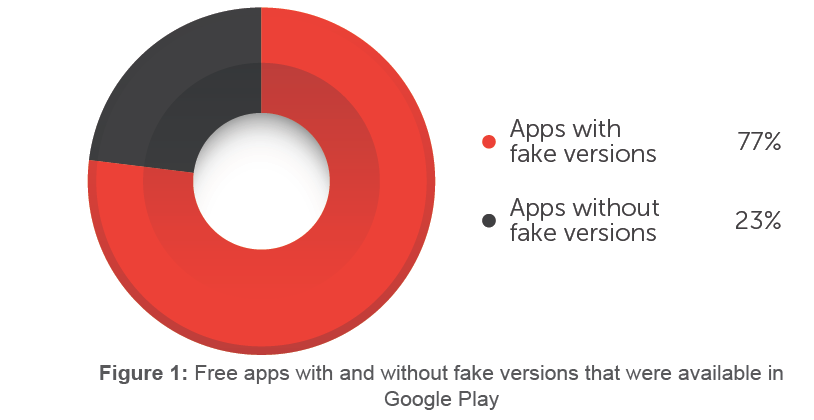 Apps with
fake versions 77%
Apps without
fake versions 23%
Figure 1: Free apps with and without fake versions that were available in
Google Play